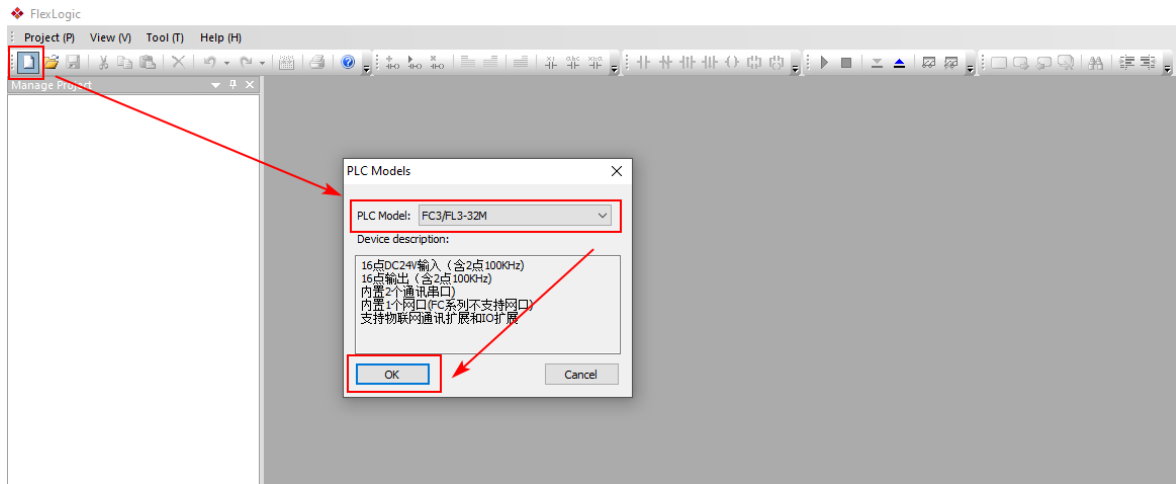 FlexLogic
Project (P) View (V) Tool (T) Help (H)
Manage Project
PLC Models
PLC Model: FC3/FL3-32M
Device description:
16点DC24V输入（含2点100KHz)
16点输出（含2点100KHz)
内置2个通讯串口)
内置1个网口(FC系列不支持网口)
支持物联网通讯扩展和IO扩展
OK Cancel